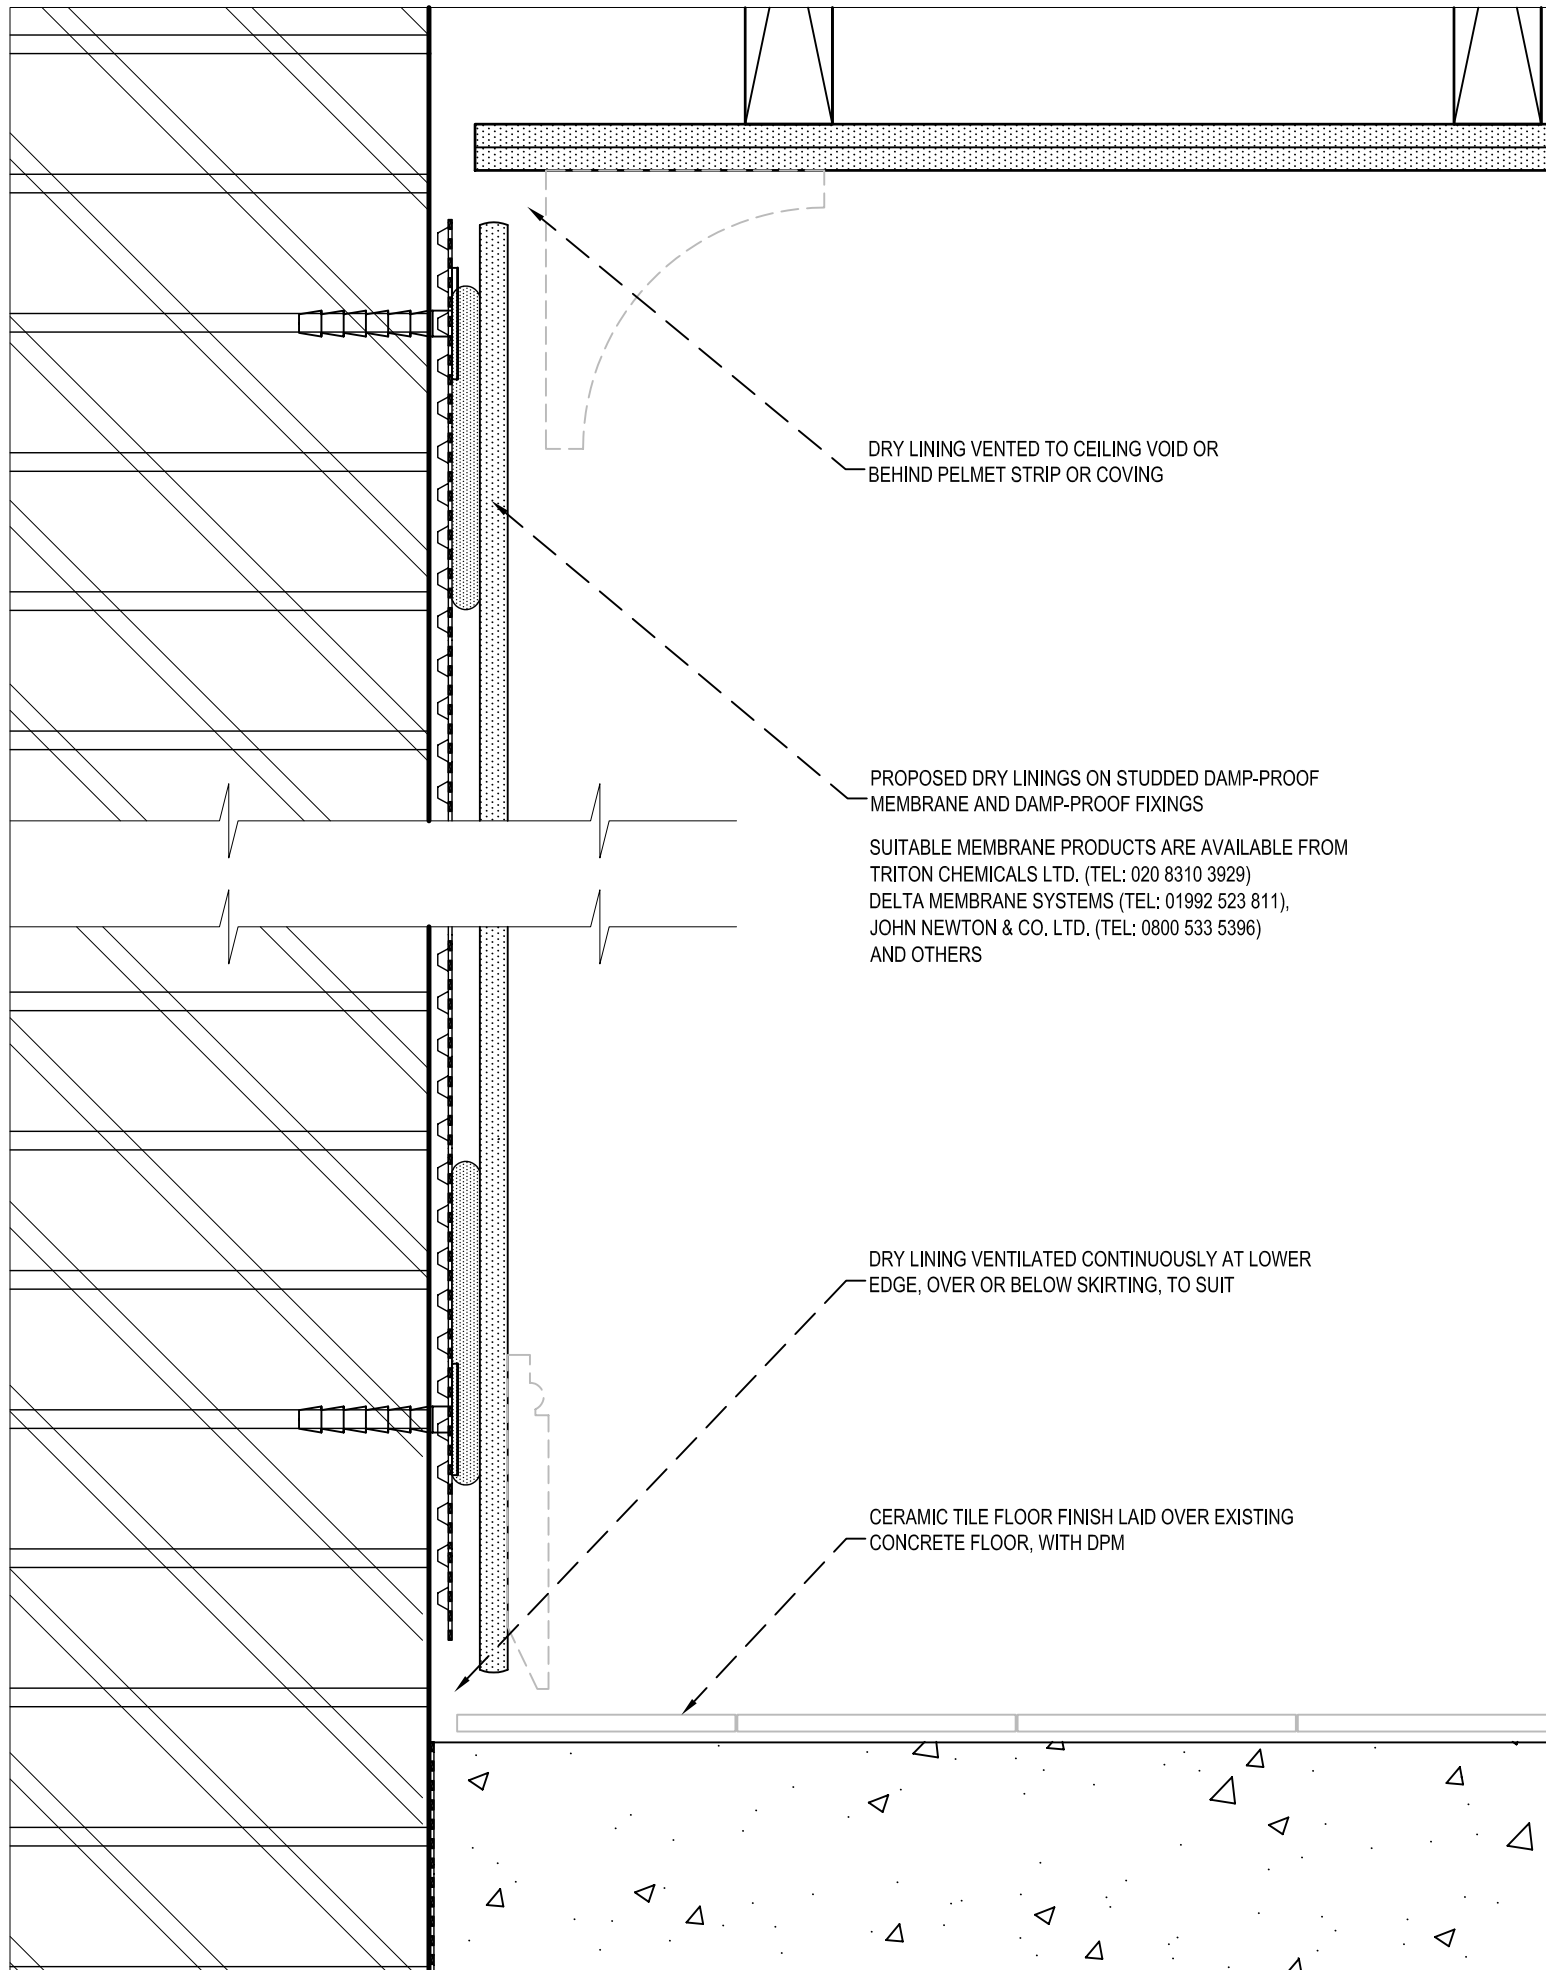 DRY LINING VENTED TO CEILING VOID OR
BEHIND PELMET STRIP OR COVING
PROPOSED DRY LININGS ON STUDDED DAMP-PROOF
MEMBRANE AND DAMP-PROOF FIXINGS
SUITABLE MEMBRANE PRODUCTS ARE AVAILABLE FROM
TRITON CHEMICALS LTD. (TEL: 020 8310 3929)
DELTA MEMBRANE SYSTEMS (TEL: 01992 523 811),
JOHN NEWTON & CO. LTD. (TEL: 0800 533 5396)
AND OTHERS
DRY LINING VENTILATED CONTINUOUSLY AT LOWER
EDGE, OVER OR BELOW SKIRTING, TO SUIT
CERAMIC TILE FLOOR FINISH LAID OVER EXISTING
CONCRETE FLOOR, WITH DPM